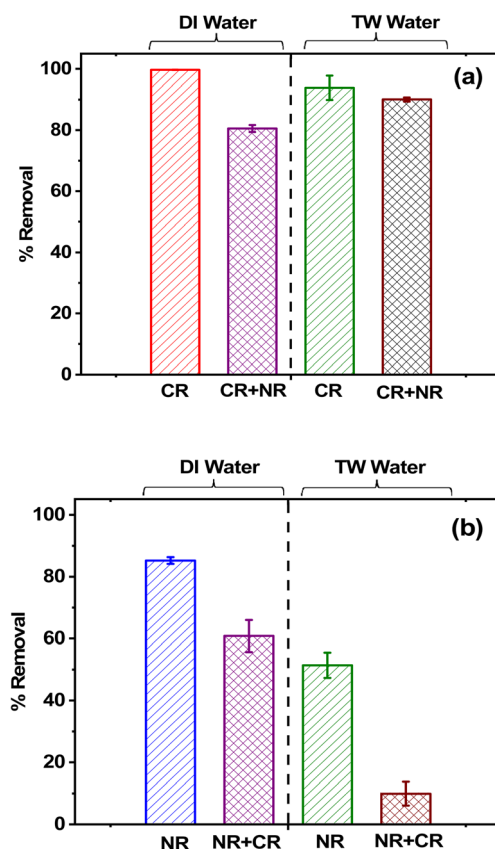 DI Water TW Water
(a)
% Removal
100
80
60
40
20
0
CR CR+NR CR CR+NR
DI Water TW Water
(b)
% Removal
100
80
60
40
20
0
NR NR+CR NR NR+CR